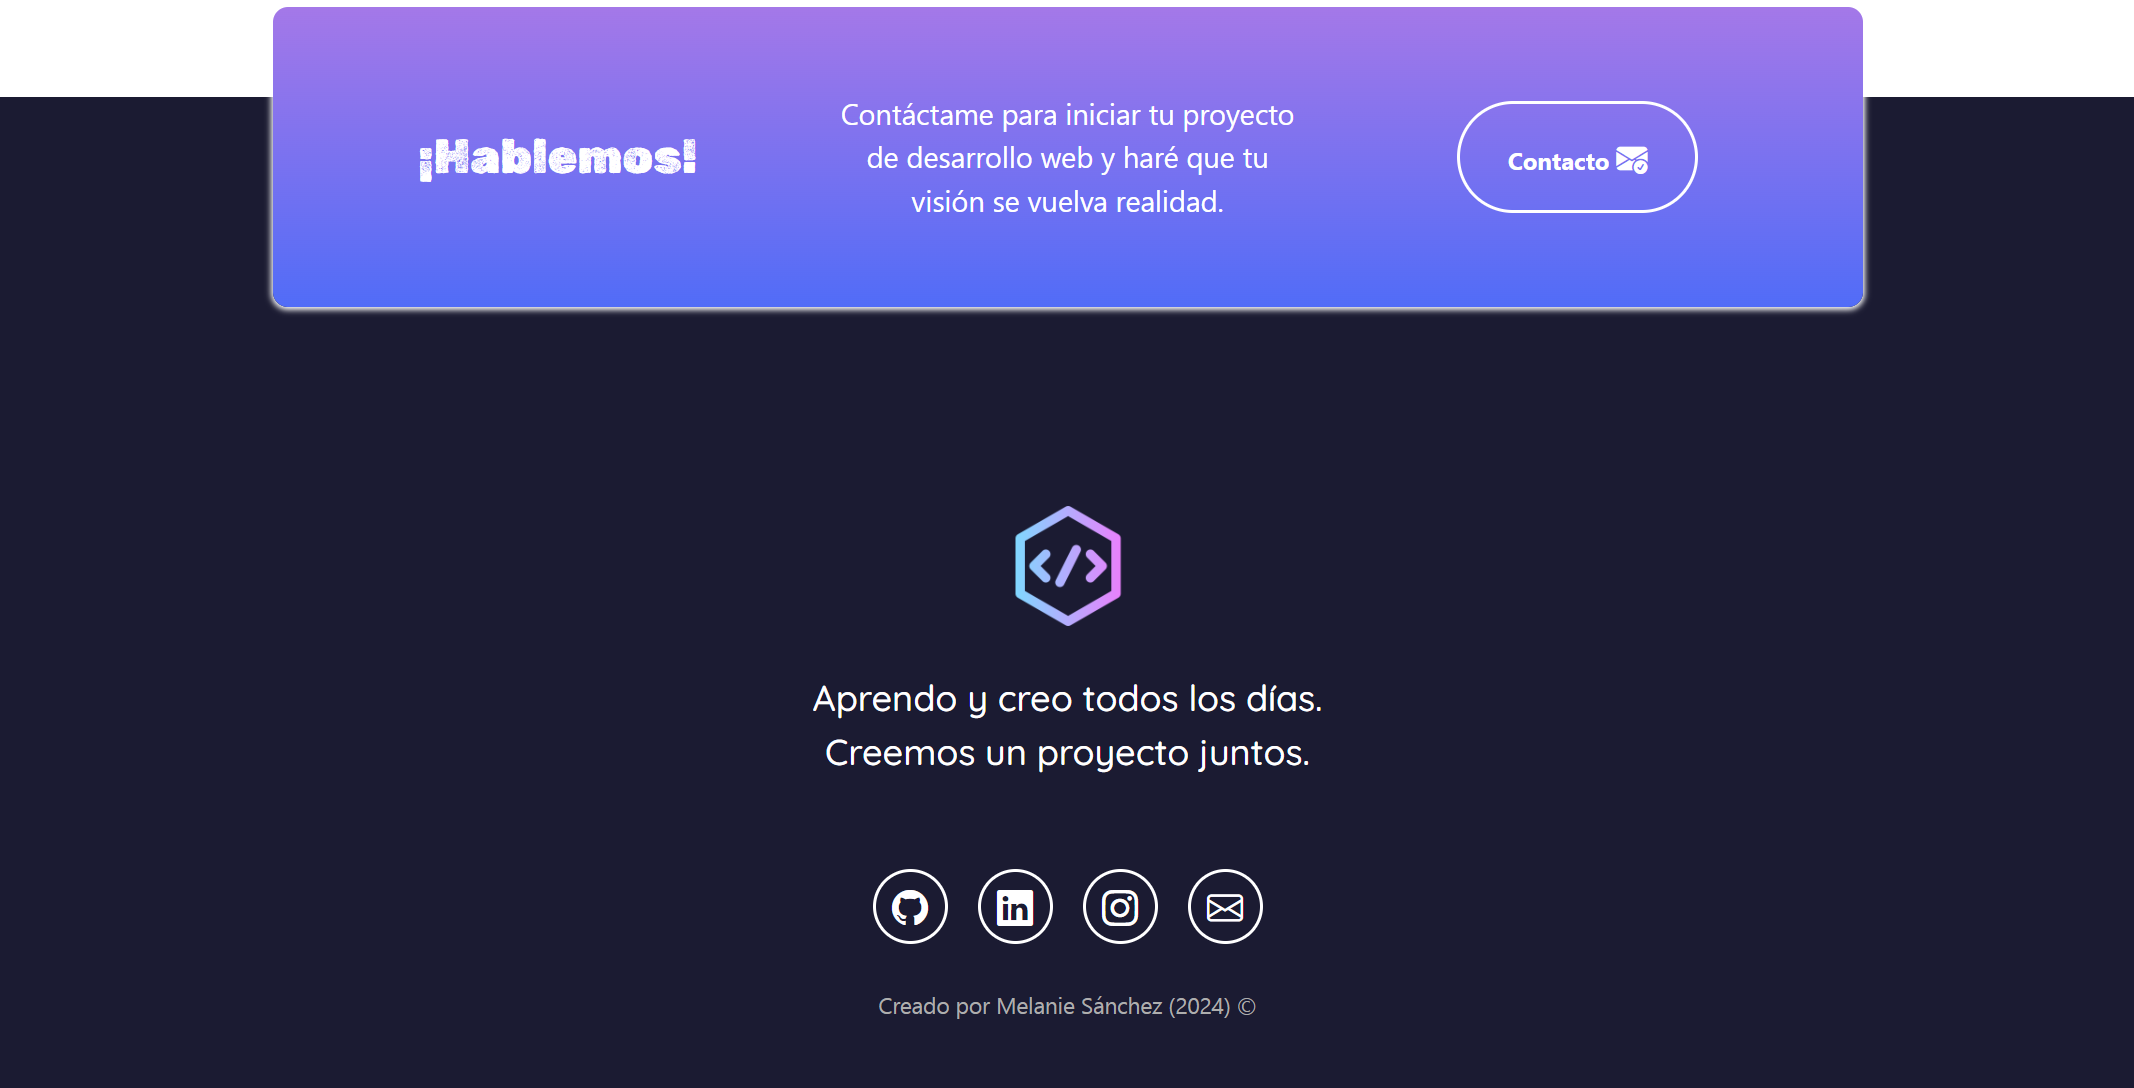 ¡Hablemos!
Contáctame para iniciar tu proyecto
de desarrollo web y haré que tu
visión se vuelva realidad.
Contacto
</>
Aprendo y creo todos los días.
Creemos un proyecto juntos.
in
Creado por Melanie Sánchez (2024) ©